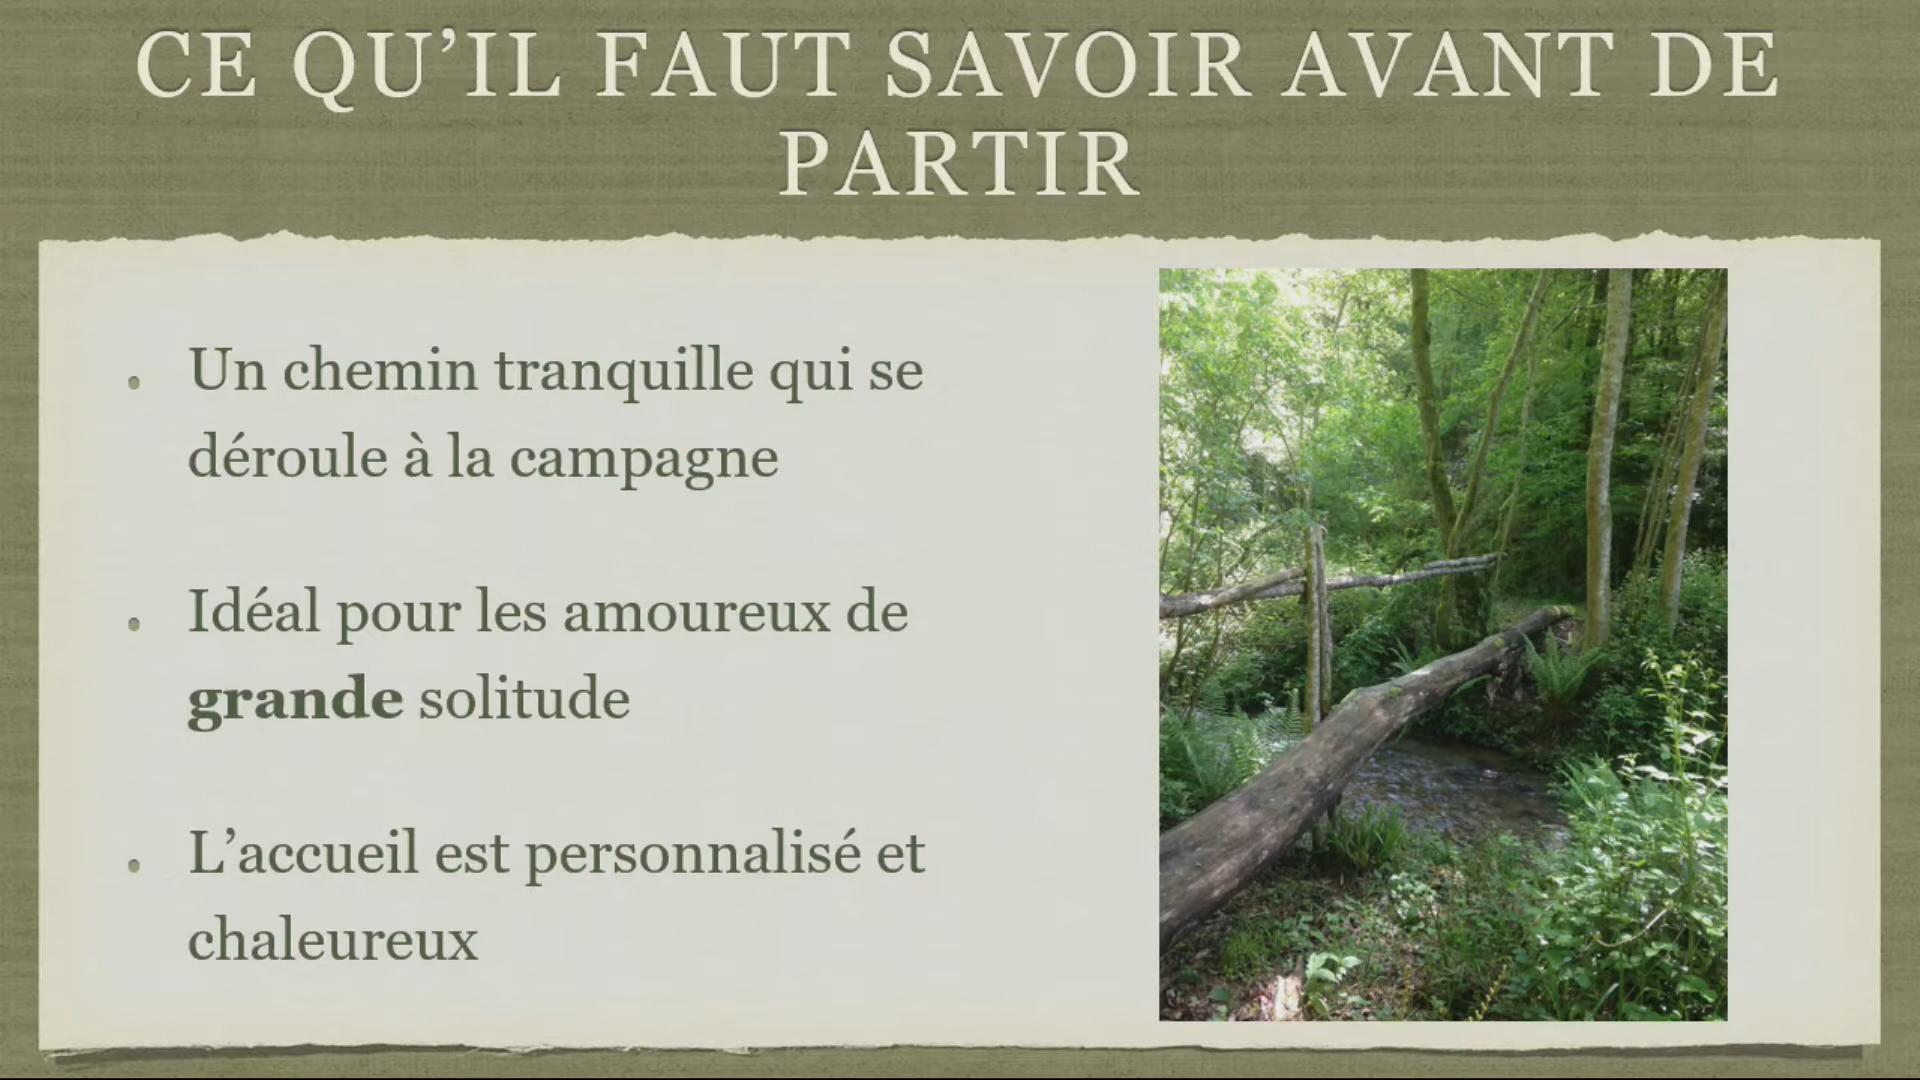 CE QU’IL FAUT SAVOIR AVANT DE
PARTIR
• Un chemin tranquille qui se
déroule à la campagne
• Idéal pour les amoureux de
grande solitude
• L’accueil est personnalisé et
chaleureux